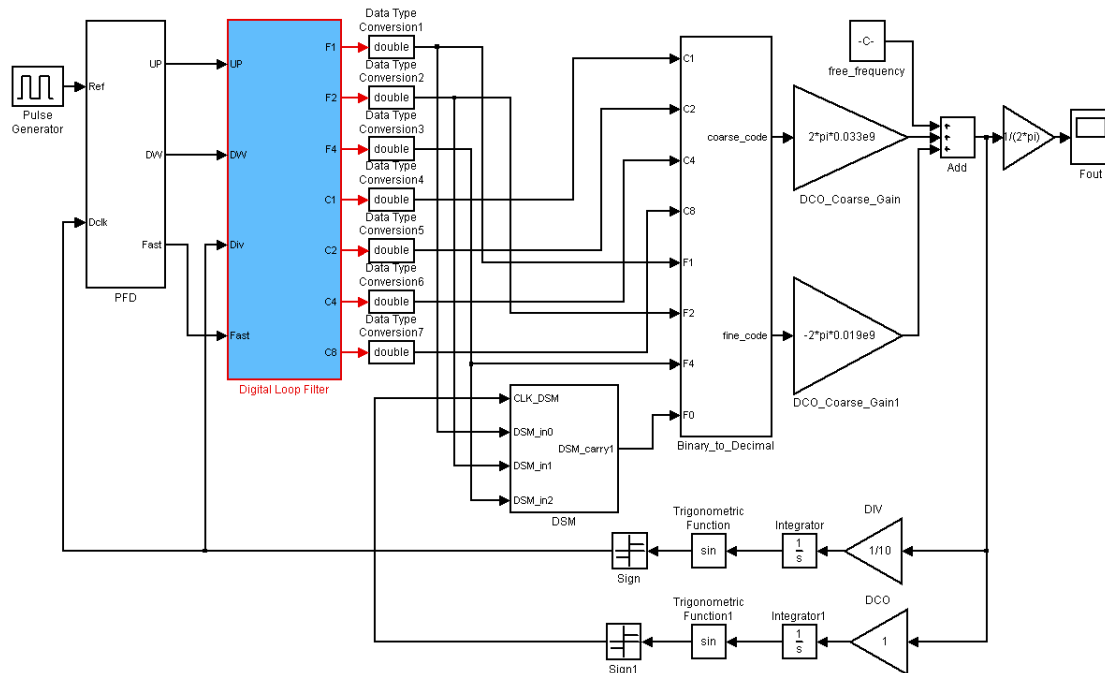 Pulse
Generator
Ref
Dclk
UP
DW
Fast
PFD
UP
DW
Div
Fast
F1
F2
F4
C1
C2
C4
C8
Digital Loop Filter
Data Type
Conversion1
double
Data Type
Conversion2
double
Data Type
Conversion3
double
Data Type
Conversion4
double
Data Type
Conversion5
double
Data Type
Conversion6
double
Data Type
Conversion7
double
CLK_DSM
DSM_in0
DSM_in1
DSM_in2
DSM_carry1
DSM
C1
C2
C4
C8
F1
F2
F4
F0
coarse_code
fine_code
Binary_to_Decimal
-C-
free_frequency
2*pi*0.033e9
DCO_Coarse_Gain
-2*pi*0.019e9
DCO_Coarse_Gain1
+
+
+
Add
1/(2*pi)
Fout
Sign
Trigonometric
Function
sin
Integrator
1
s
DIV
1/10
Sign1
Trigonometric
Function1
sin
Integrator1
1
s
DCO
1